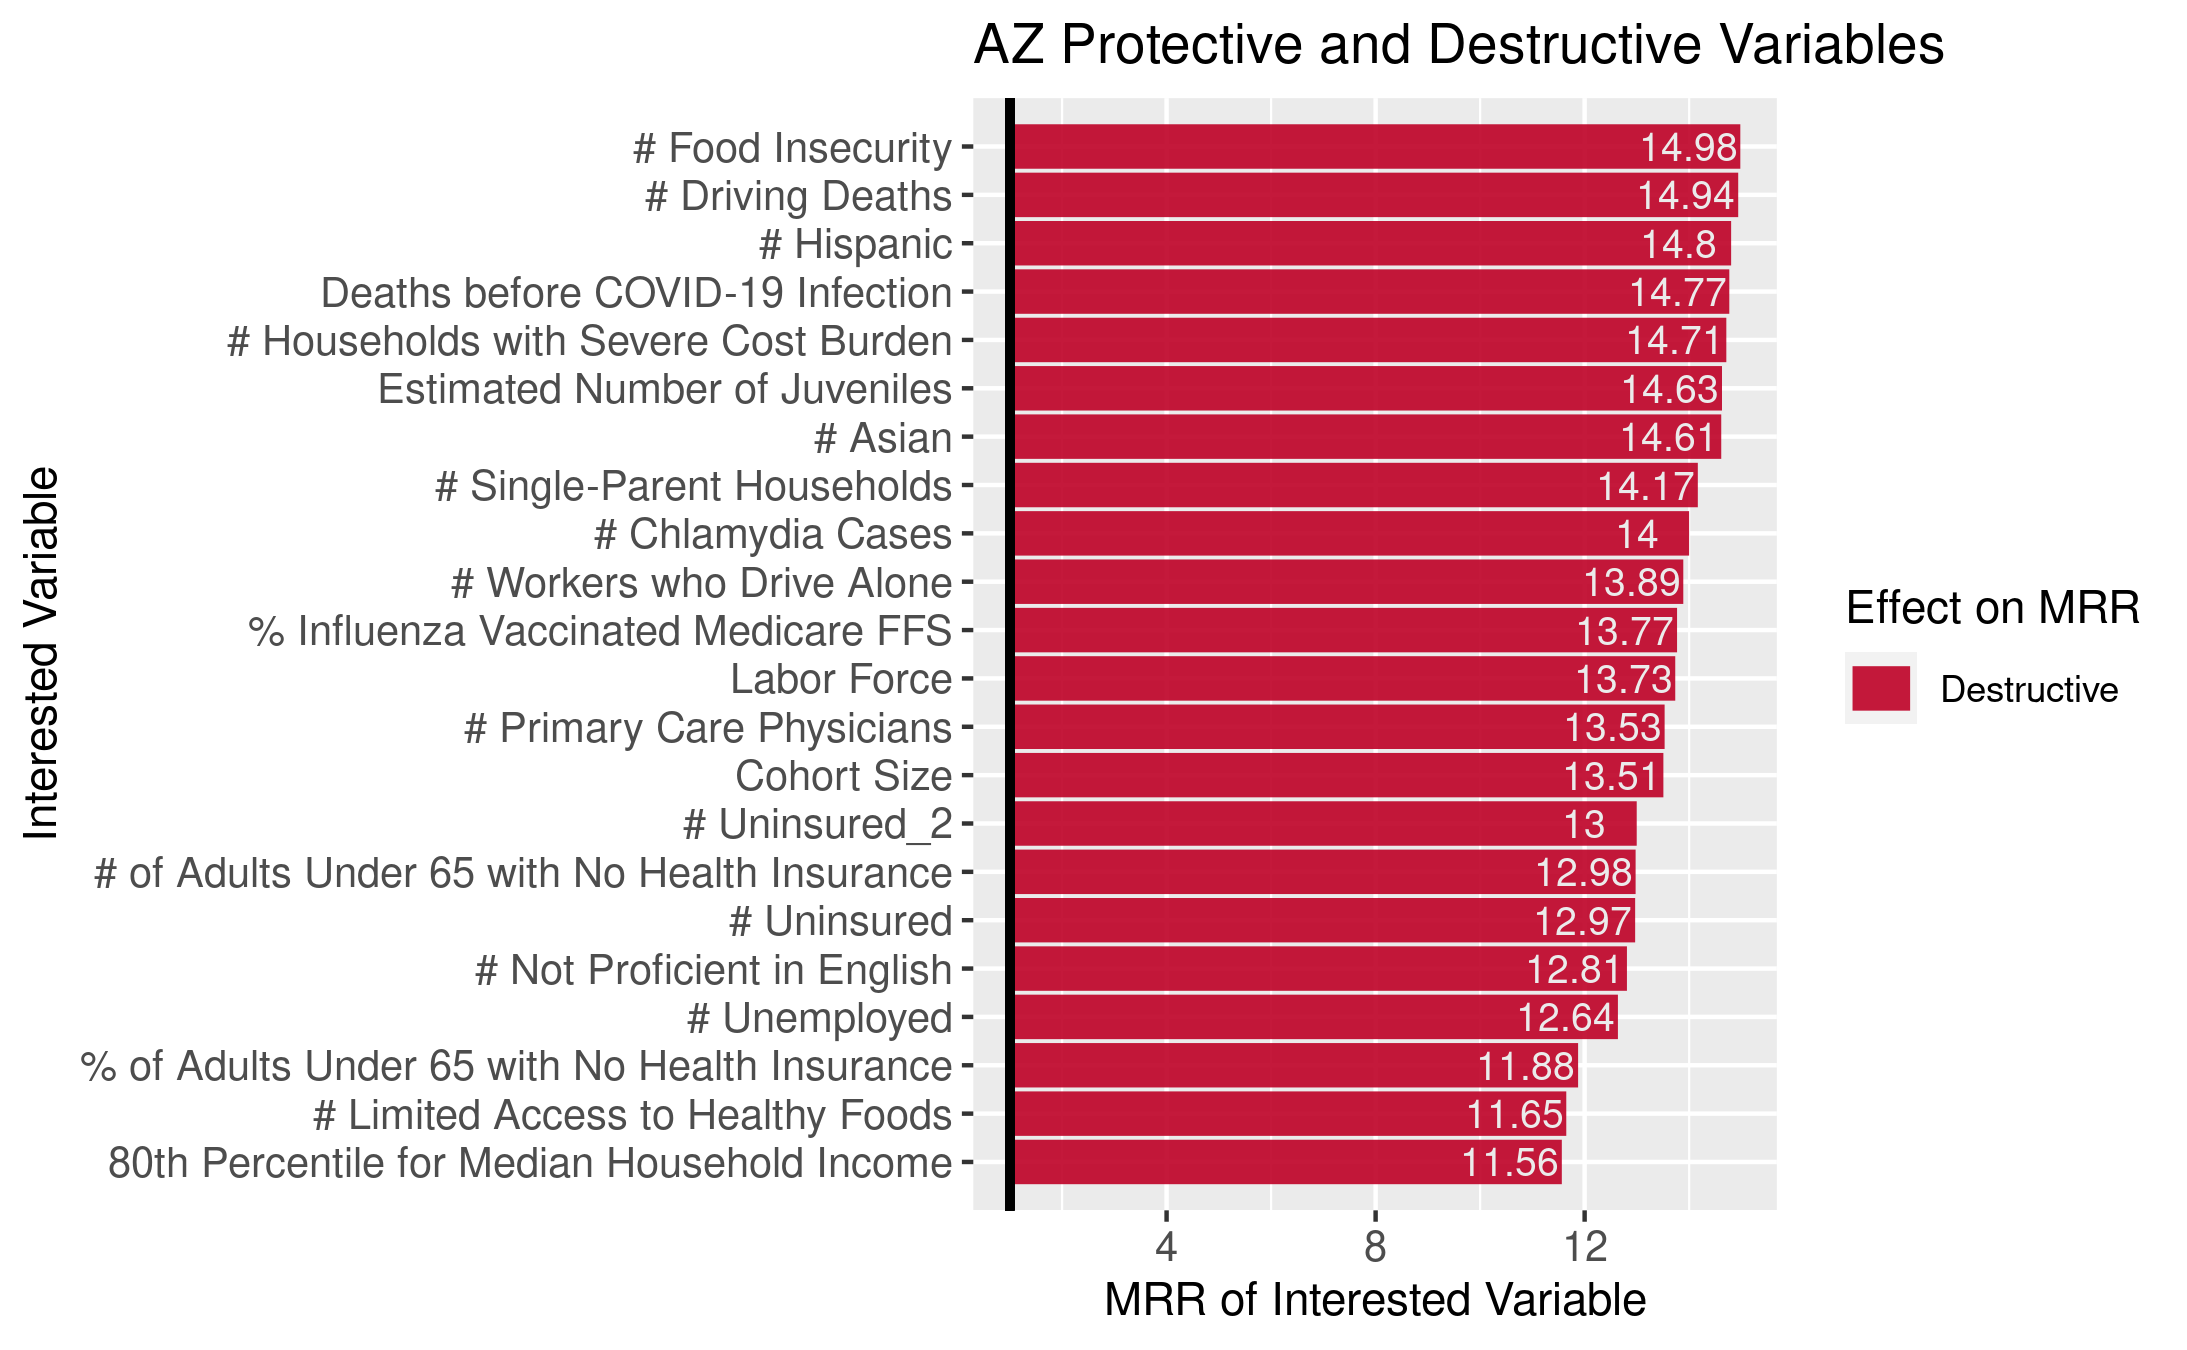 AZ Protective and Destructive Variables
Interested Variable
# Food Insecurity 14.98
# Driving Deaths 14.94
# Hispanic 14.8
Deaths before COVID-19 Infection 14.77
# Households with Severe Cost Burden 14.71
Estimated Number of Juveniles 14.63
# Asian 14.61
# Single-Parent Households 14.17
# Chlamydia Cases 14
# Workers who Drive Alone 13.89
% Influenza Vaccinated Medicare FFS 13.77
Labor Force 13.73
# Primary Care Physicians 13.53
Cohort Size 13.51
# Uninsured_2 13
# of Adults Under 65 with No Health Insurance 12.98
# Uninsured 12.97
# Not Proficient in English 12.81
# Unemployed 12.64
% of Adults Under 65 with No Health Insurance 11.88
# Limited Access to Healthy Foods 11.65
80th Percentile for Median Household Income 11.56
4 8 12
MRR of Interested Variable
Effect on MRR
Destructive